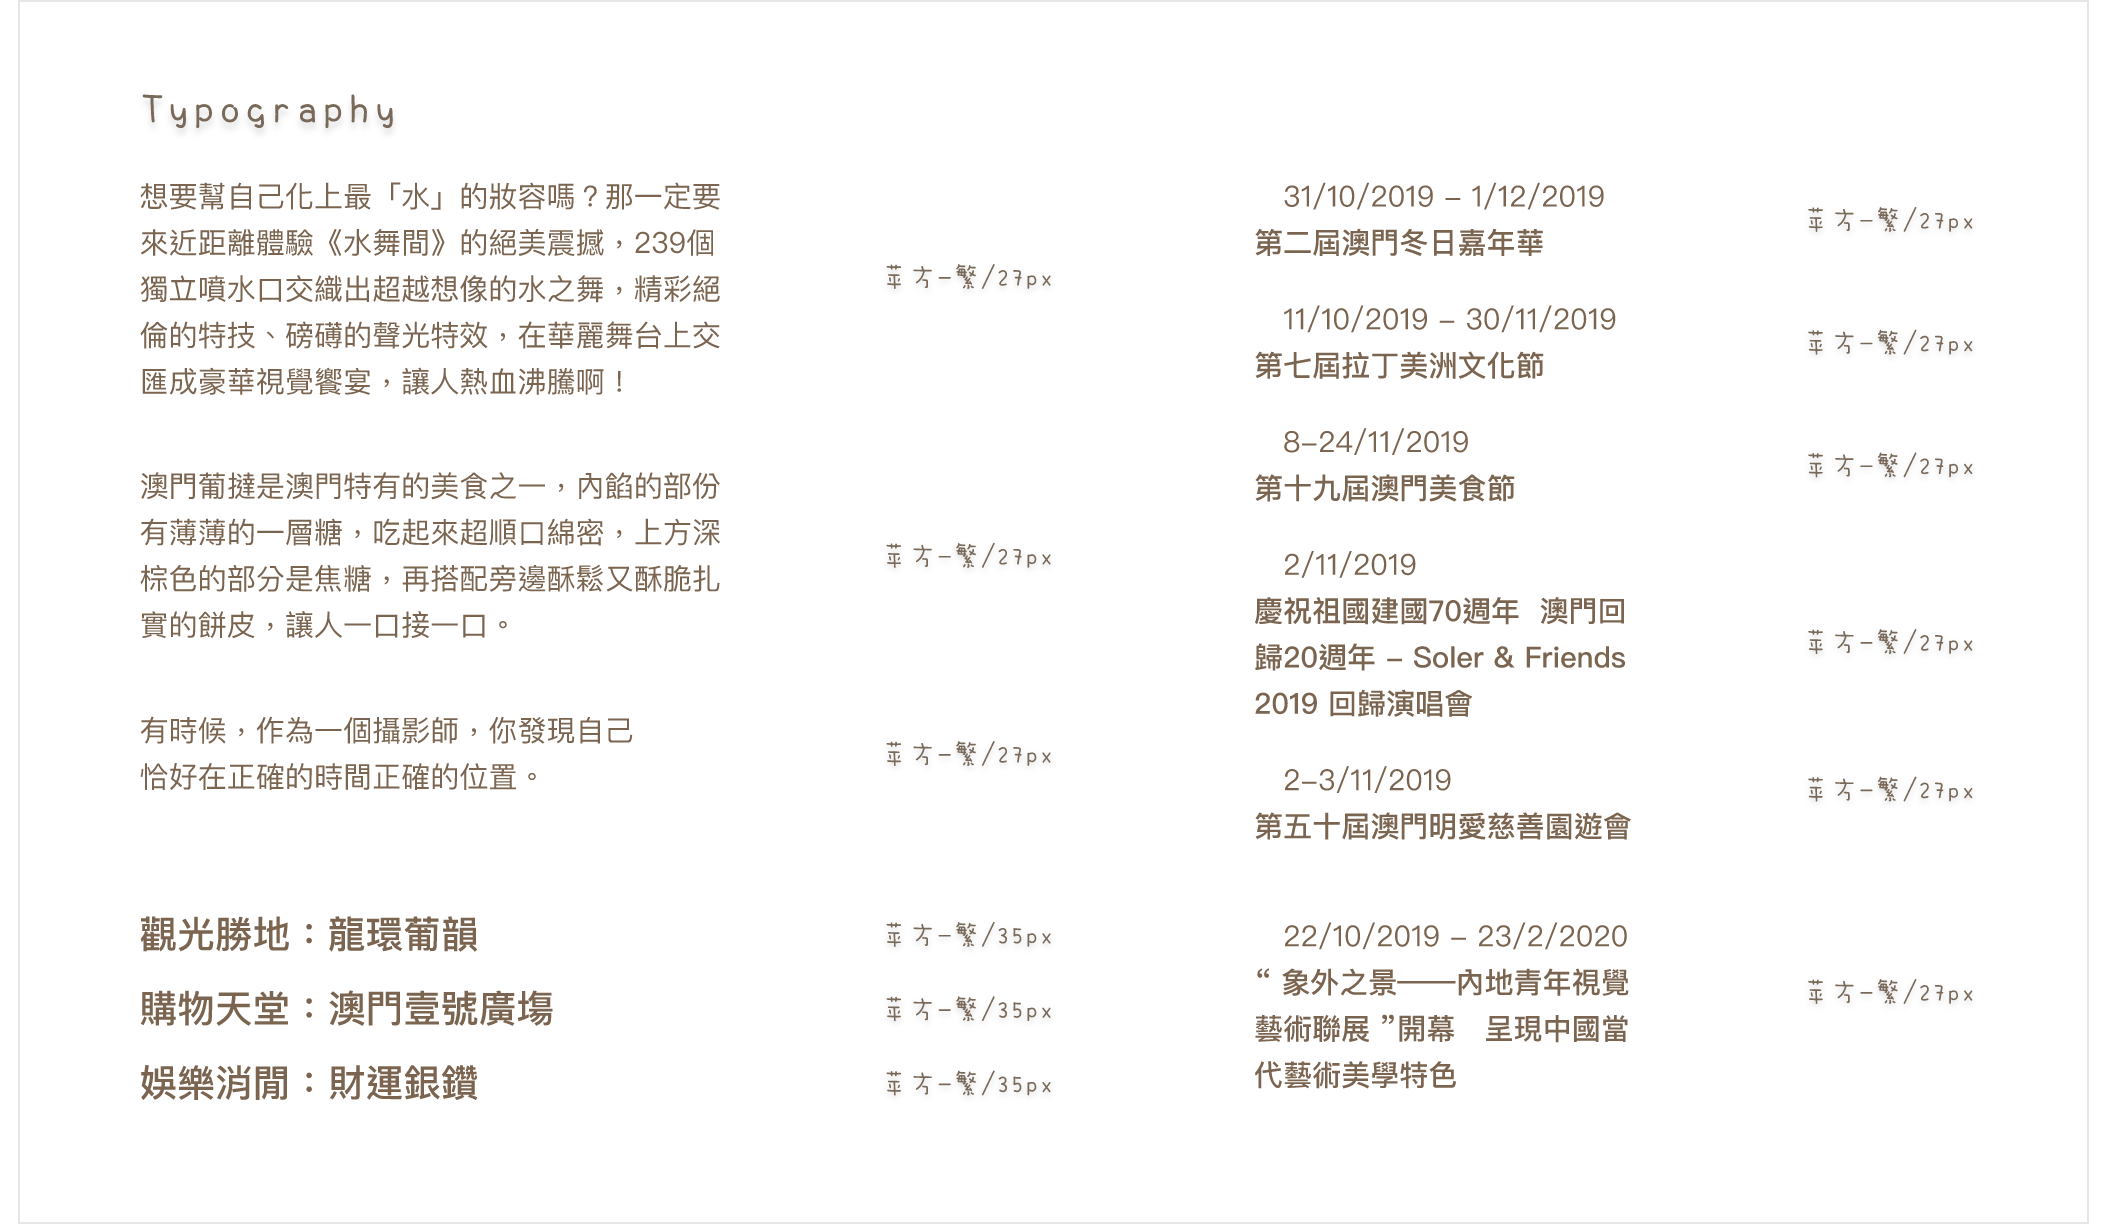 Typography
想要幫自己化上最「水」的妝容嗎？那一定要
來近距離體驗《水舞間》的絕美震撼，239個
獨立噴水口交織出超越想像的水之舞，精彩絕
倫的特技、磅礡的聲光特效，在華麗舞台上交
匯成豪華視覺饗宴，讓人熱血沸騰啊！
苹方-繁/27px
澳門葡撻是澳門特有的美食之一，內餡的部份
有薄薄的一層糖，吃起來超順口綿密，上方深
棕色的部分是焦糖，再搭配旁邊酥鬆又酥脆扎
實的餅皮，讓人一口接一口。
苹方-繁/27px
有時候，作為一個攝影師，你發現自己
恰好在正確的時間正確的位置。
苹方-繁/27px
觀光勝地：龍環葡韻
苹方-繁/35px
購物天堂：澳門壹號廣場
苹方-繁/35px
娛樂消閒：財運銀鑽
苹方-繁/35px
31/10/2019 – 1/12/2019
第二屆澳門冬日嘉年華
苹方-繁/27px
11/10/2019 – 30/11/2019
第七屆拉丁美洲文化節
苹方-繁/27px
8–24/11/2019
第十九屆澳門美食節
苹方-繁/27px
2/11/2019
慶祝祖國建國70週年 澳門回
歸20週年 – Soler & Friends
2019 回歸演唱會
苹方-繁/27px
2–3/11/2019
第五十屆澳門明愛慈善園遊會
苹方-繁/27px
22/10/2019 – 23/2/2020
“ 象外之景——內地青年視覺
藝術聯展 ”開幕　呈現中國當
代藝術美學特色
苹方-繁/27px